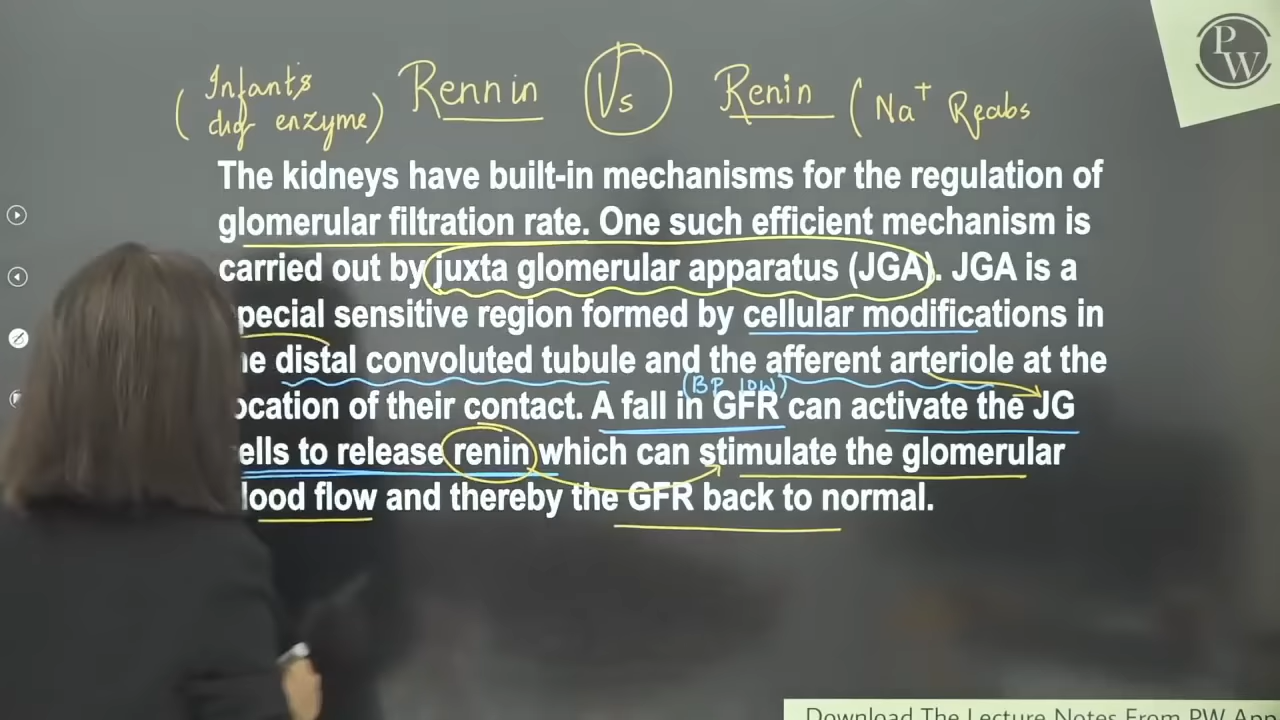 Infant's Rennin Vs Renin (Na+ Reabs
( dig enzyme)
The kidneys have built-in mechanisms for the regulation of
glomerular filtration rate. One such efficient mechanism is
carried out by juxta glomerular apparatus (JGA). JGA is a
pecial sensitive region formed by cellular modifications in
he distal convoluted tubule and the afferent arteriole at the
(BP low)
ocation of their contact. A fall in GFR can activate the JG
ells to release renin which can stimulate the glomerular
lood flow and thereby the GFR back to normal.
PW
Download The Lecture Notes From PW App